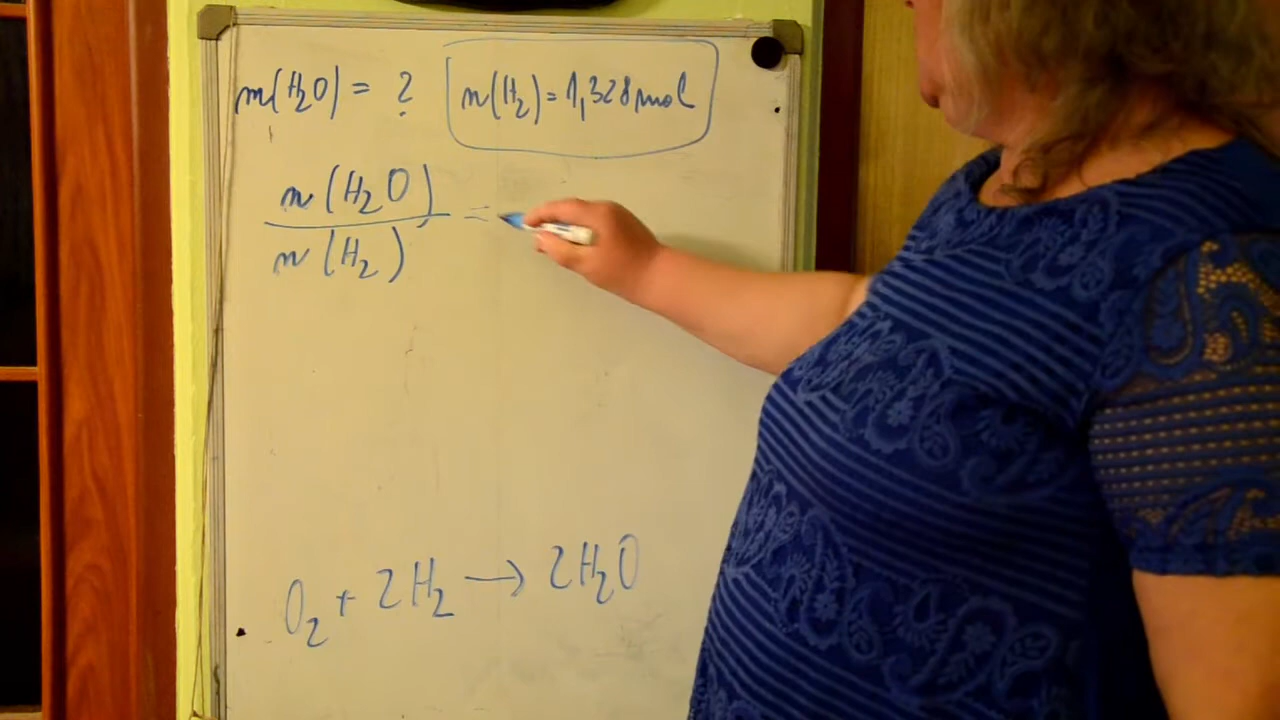 m(H₂O) = ? n(H₂) = 1,328 mol
n(H₂O)
n(H₂)
=
O₂ + 2H₂ → 2H₂O